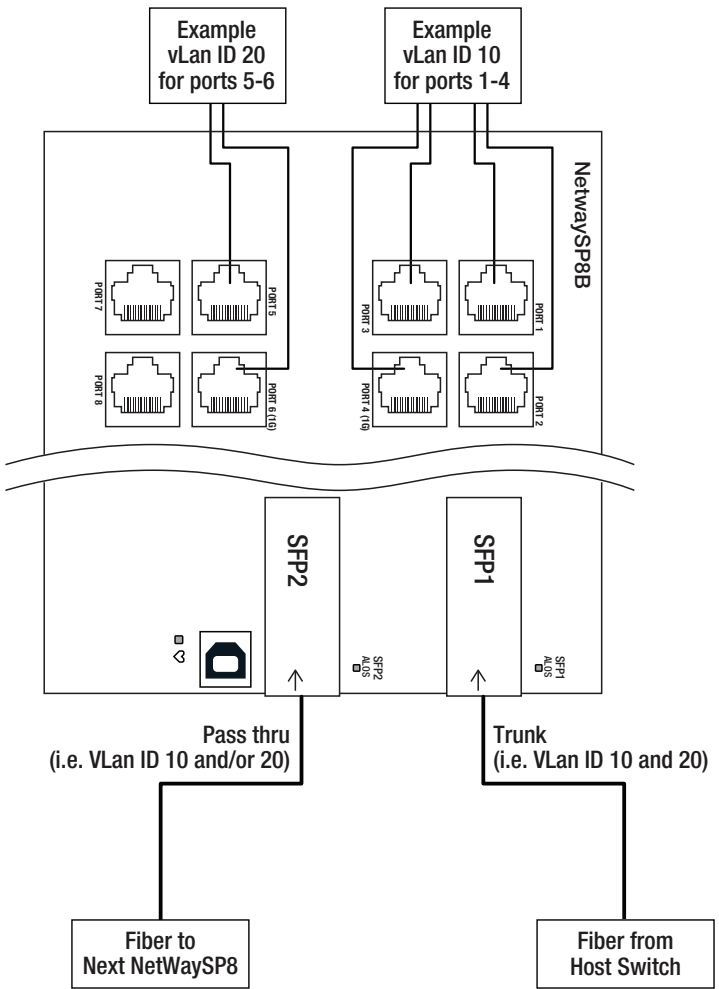 Example
vLan ID 20
for ports 5-6
Example
vLan ID 10
for ports 1-4
NetwaySP8B
PORT 7
PORT 5
PORT 3
PORT 1
PORT 8
PORT 6 (1G)
PORT 4 (1G)
PORT 2
SFP2
SFP1
SFP2
ALOS
SFP1
ALOS
Pass thru
(i.e. VLan ID 10 and/or 20)
Trunk
(i.e. VLan ID 10 and 20)
Fiber to
Next NetWaySP8
Fiber from
Host Switch